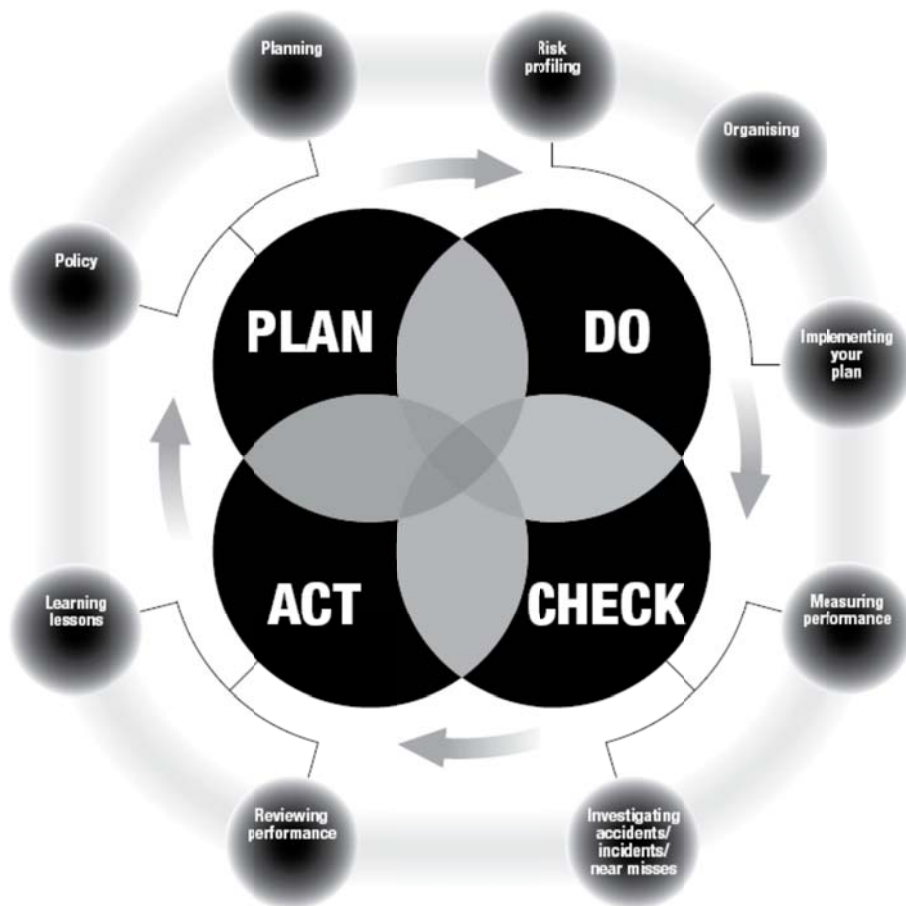 Planning
Risk
profiling
Organising
Policy
PLAN
DO
Implementing
your
plan
Learning
lessons
ACT
CHECK
Measuring
performance
Reviewing
performance
Investigating
accidents/
incidents/
near misses